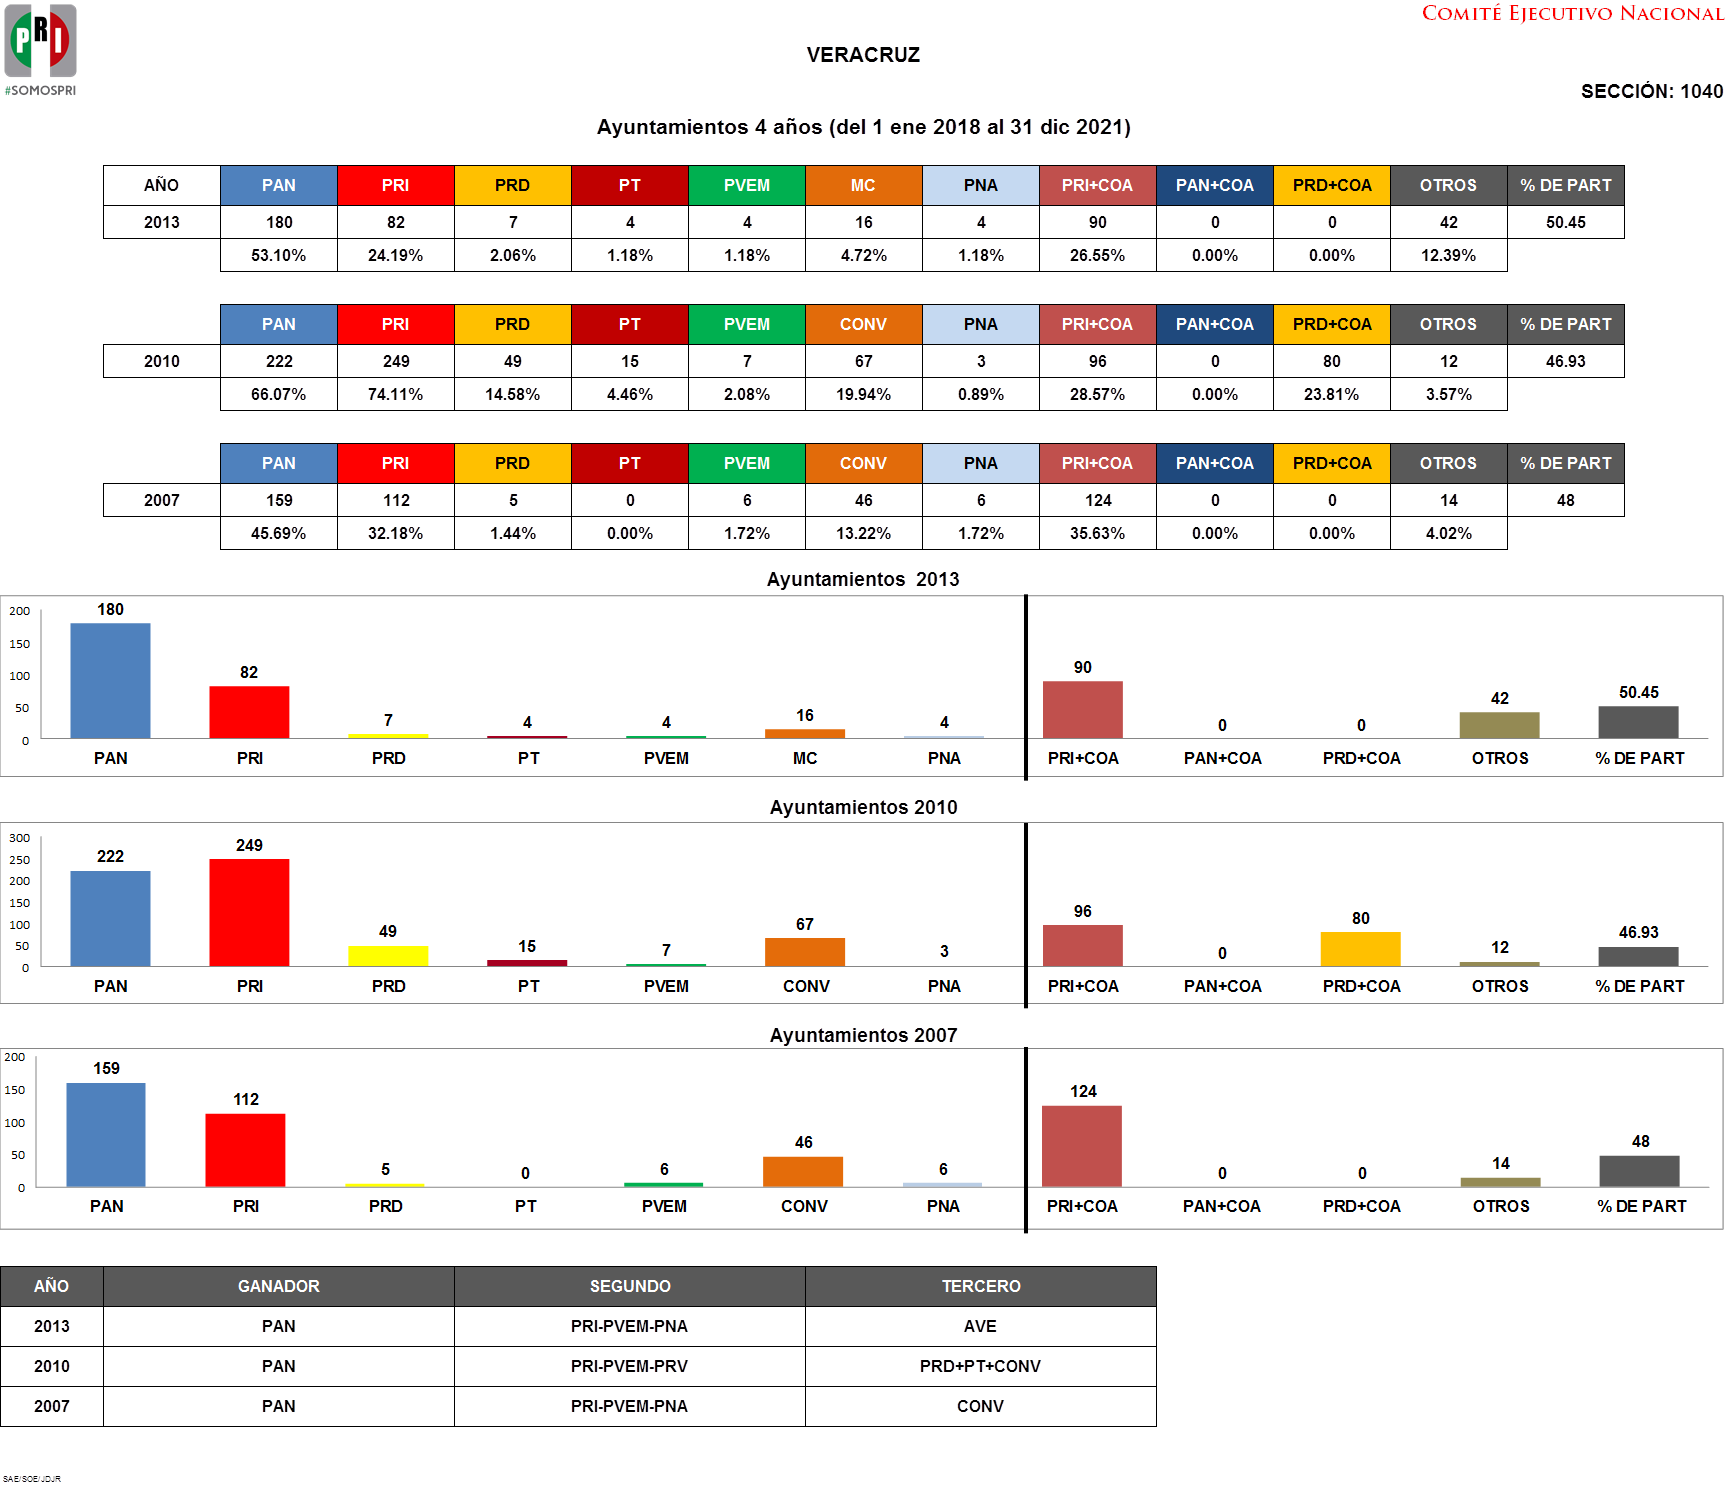 PRI
#SOMOSPRI
COMITÉ EJECUTIVO NACIONAL
VERACRUZ
SECCIÓN: 1040
Ayuntamientos 4 años (del 1 ene 2018 al 31 dic 2021)
AÑO PAN PRI PRD PT PVEM MC PNA PRI+COA PAN+COA PRD+COA OTROS % DE PART
2013 180 82 7 4 4 16 4 90 0 0 42 50.45
53.10% 24.19% 2.06% 1.18% 1.18% 4.72% 1.18% 26.55% 0.00% 0.00% 12.39%
PAN PRI PRD PT PVEM CONV PNA PRI+COA PAN+COA PRD+COA OTROS % DE PART
2010 222 249 49 15 7 67 3 96 0 80 12 46.93
66.07% 74.11% 14.58% 4.46% 2.08% 19.94% 0.89% 28.57% 0.00% 23.81% 3.57%
PAN PRI PRD PT PVEM CONV PNA PRI+COA PAN+COA PRD+COA OTROS % DE PART
2007 159 112 5 0 6 46 6 124 0 0 14 48
45.69% 32.18% 1.44% 0.00% 1.72% 13.22% 1.72% 35.63% 0.00% 0.00% 4.02%
Ayuntamientos 2013
200
150
100
50
0
180 82 7 4 4 16 4 90 0 0 42 50.45
PAN PRI PRD PT PVEM MC PNA PRI+COA PAN+COA PRD+COA OTROS % DE PART
Ayuntamientos 2010
300
250
200
150
100
50
0
222 249 49 15 7 67 3 96 0 80 12 46.93
PAN PRI PRD PT PVEM CONV PNA PRI+COA PAN+COA PRD+COA OTROS % DE PART
Ayuntamientos 2007
200
150
100
50
0
159 112 5 0 6 46 6 124 0 0 14 48
PAN PRI PRD PT PVEM CONV PNA PRI+COA PAN+COA PRD+COA OTROS % DE PART
AÑO GANADOR SEGUNDO TERCERO
2013 PAN PRI-PVEM-PNA AVE
2010 PAN PRI-PVEM-PRV PRD+PT+CONV
2007 PAN PRI-PVEM-PNA CONV
SAE/SOE/JDJR